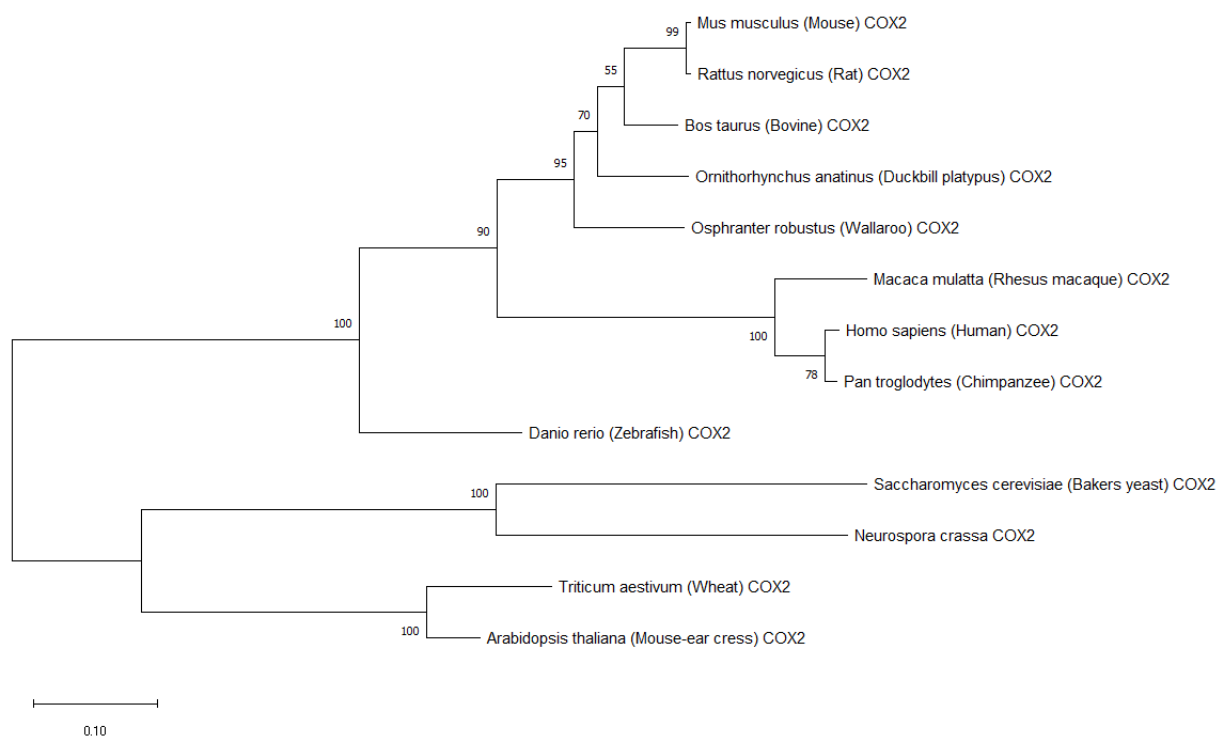 Mus musculus (Mouse) COX2
99
Rattus norvegicus (Rat) COX2
55
Bos taurus (Bovine) COX2
70
95
Ornithorhynchus anatinus (Duckbill platypus) COX2
Osphranter robustus (Wallaroo) COX2
90
Macaca mulatta (Rhesus macaque) COX2
100
Homo sapiens (Human) COX2
100
78
Pan troglodytes (Chimpanzee) COX2
Danio rerio (Zebrafish) COX2
Saccharomyces cerevisiae (Bakers yeast) COX2
100
Neurospora crassa COX2
Triticum aestivum (Wheat) COX2
100
Arabidopsis thaliana (Mouse-ear cress) COX2
0.10